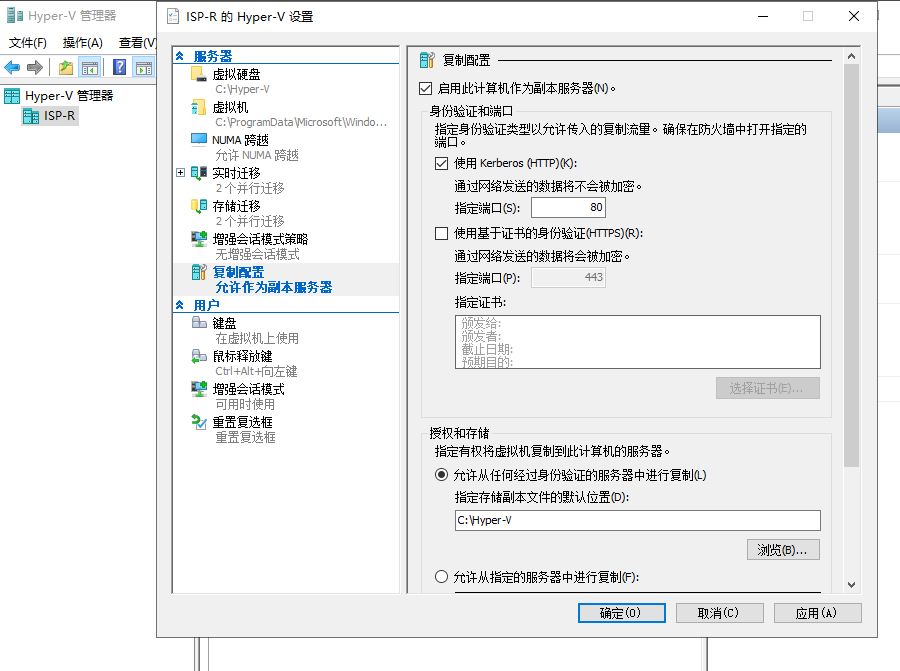 Hyper-V 管理器
文件(F) 操作(A) 查看(V)
Hyper-V 管理器
ISP-R
ISP-R 的 Hyper-V 设置
服务器
虚拟硬盘
C:\Hyper-V
虚拟机
C:\ProgramData\Microsoft\Windo...
NUMA 跨越
允许 NUMA 跨越
实时迁移
2 个并行迁移
存储迁移
2 个并行迁移
增强会话模式策略
无增强会话模式
复制配置
允许作为副本服务器
用户
键盘
在虚拟机上使用
鼠标释放键
Ctrl+Alt+向左键
增强会话模式
可用时使用
重置复选框
重置复选框
复制配置
启用此计算机作为副本服务器(N)。
身份验证和端口
指定身份验证类型以允许传入的复制流量。确保在防火墙中打开指定的
端口。
使用 Kerberos (HTTP)(K):
通过网络发送的数据将不会被加密。
指定端口(S): 80
使用基于证书的身份验证(HTTPS)(R):
通过网络发送的数据将会被加密。
指定端口(P): 443
指定证书:
颁发给:
颁发者:
截止日期:
预期目的:
选择证书(E)...
授权和存储
指定有权将虚拟机复制到此计算机的服务器。
允许从任何经过身份验证的服务器中进行复制(L)
指定存储副本文件的默认位置(D):
C:\Hyper-V
浏览(B)...
允许从指定的服务器中进行复制(F):
确定(O) 取消(C) 应用(A)